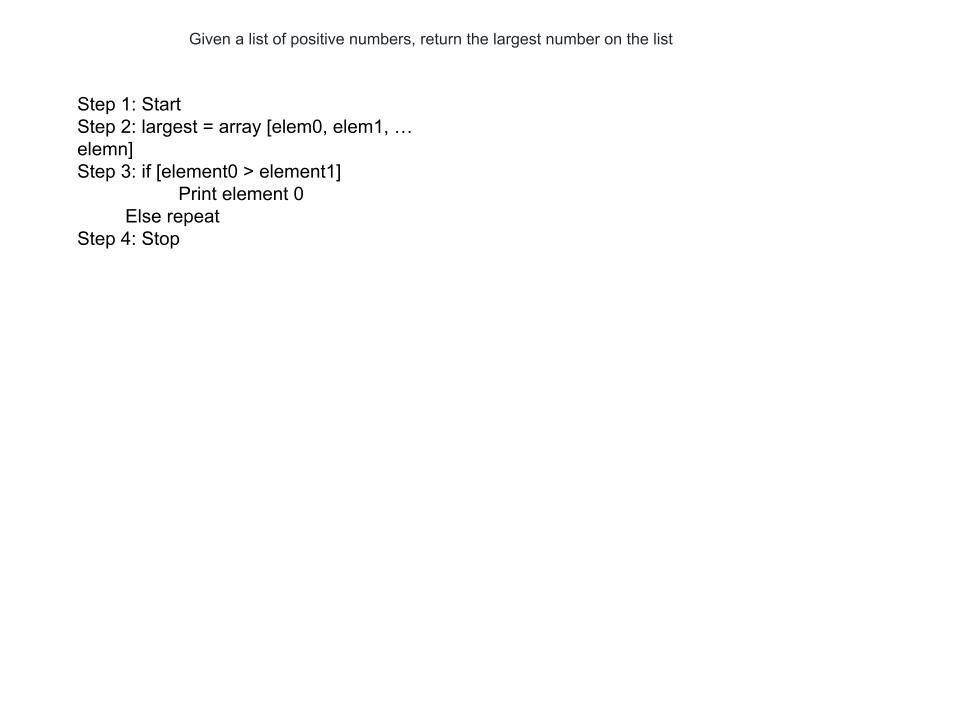 Given a list of positive numbers, return the largest number on the list
Step 1: Start
Step 2: largest = array [elem0, elem1, …
elemn]
Step 3: if [element0 > element1]
Print element 0
Else repeat
Step 4: Stop